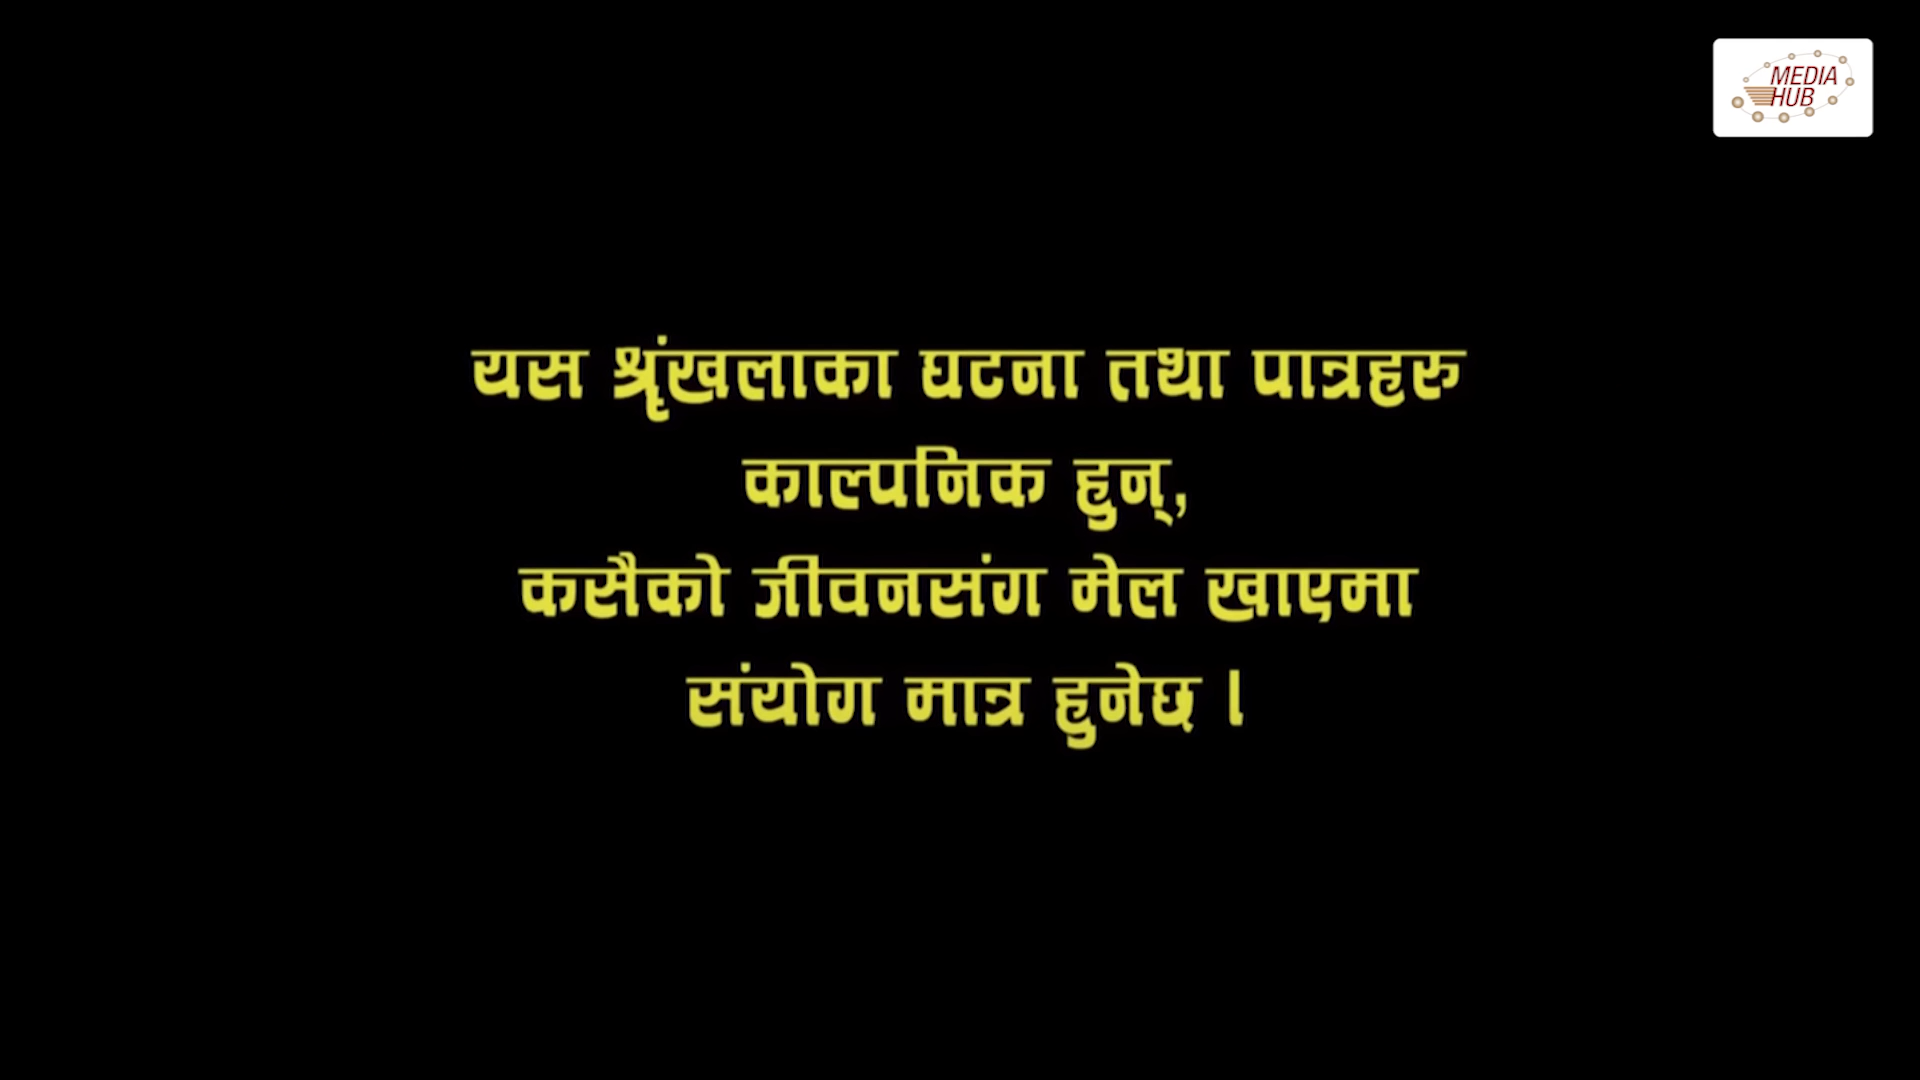 MEDIA
HUB
यस श्रृंखलाका घटना तथा पात्रहरु
काल्पनिक हुन्,
कसैको जीवनसंग मेल खाएमा
संयोग मात्र हुनेछ ।